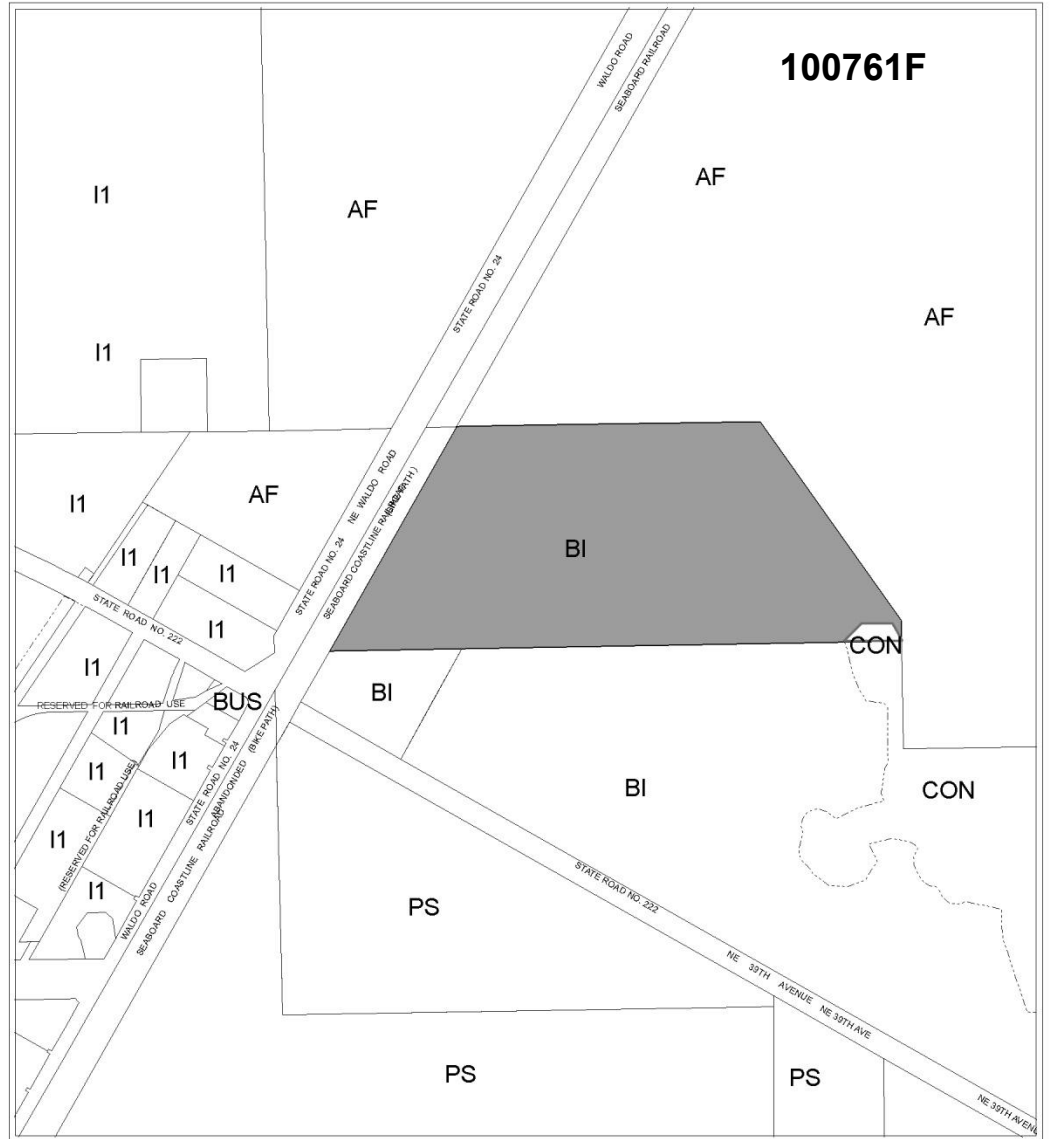 100761F
WALDO ROAD
SEABOARD RAILROAD
AF
I1
AF
STATE ROAD NO. 24
AF
I1
NE WALDO ROAD
STATE ROAD NO. 24
SEABOARD COASTLINE RAILROAD
(BIKE PATH)
I1
AF
BI
I1
I1
I1
I1
STATE ROAD NO. 222
I1
CON
BI
RESERVED FOR RAILROAD USE
BUS
I1
I1
I1
(RESERVED FOR RAILROAD USE)
STATE ROAD NO. 24
ABANDONDED (BIKE PATH)
BI
CON
I1
I1
I1
WALDO ROAD
SEABOARD COASTLINE RAILROAD
PS
STATE ROAD NO. 222
NE 39TH AVENUE
NE 39TH AVE
PS
PS
NE 39TH AVENU